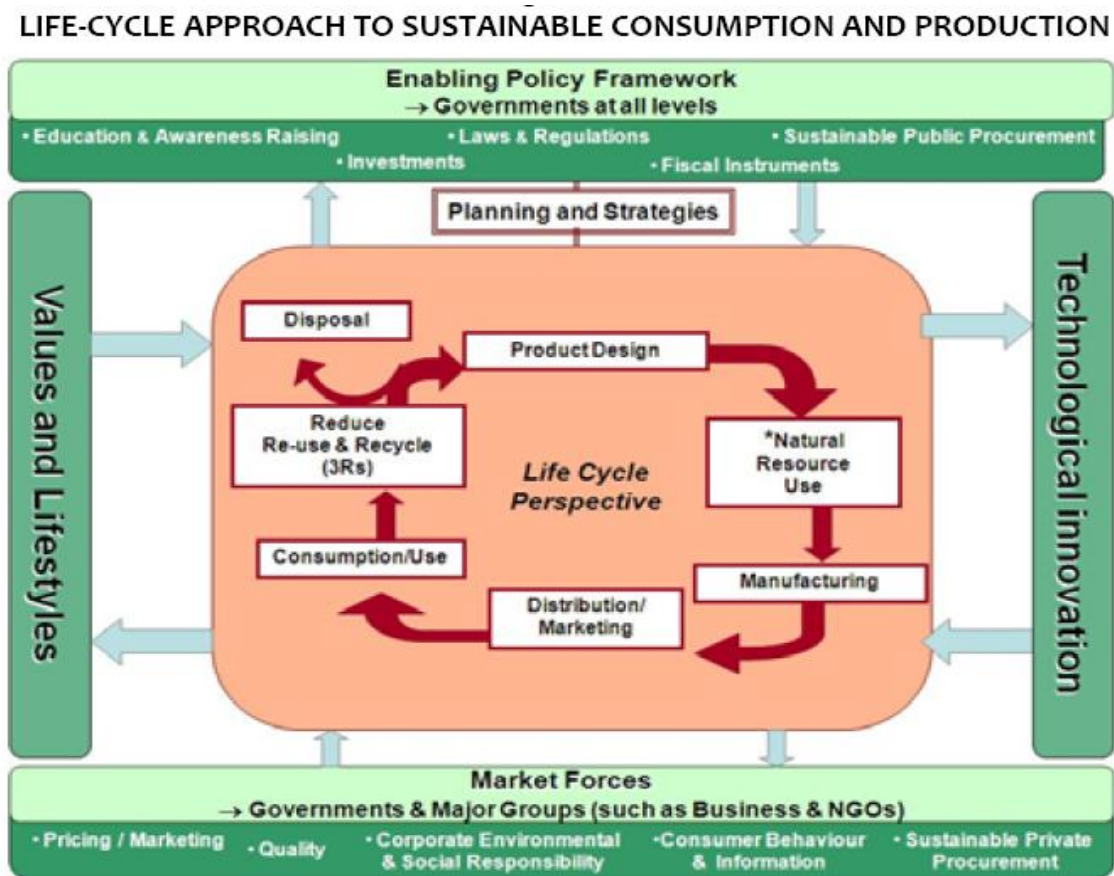 LIFE-CYCLE APPROACH TO SUSTAINABLE CONSUMPTION AND PRODUCTION
Enabling Policy Framework
→ Governments at all levels
• Education & Awareness Raising • Laws & Regulations • Sustainable Public Procurement
• Investments • Fiscal Instruments
Planning and Strategies
Values and Lifestyles
Technological innovation
Disposal
Product Design
Reduce
Re-use & Recycle
(3Rs)
*Natural
Resource
Use
Life Cycle
Perspective
Consumption/Use
Manufacturing
Distribution/
Marketing
Market Forces
→ Governments & Major Groups (such as Business & NGOs)
• Pricing / Marketing
• Quality
• Corporate Environmental
& Social Responsibility
• Consumer Behaviour
& Information
• Sustainable Private
Procurement